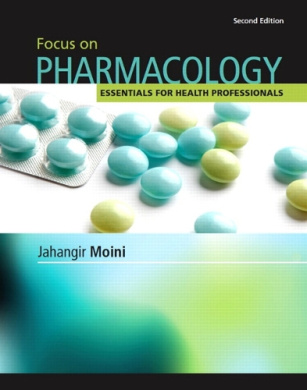 Second Edition
Focus on
PHARMACOLOGY
ESSENTIALS FOR HEALTH PROFESSIONALS
Jahangir Moini